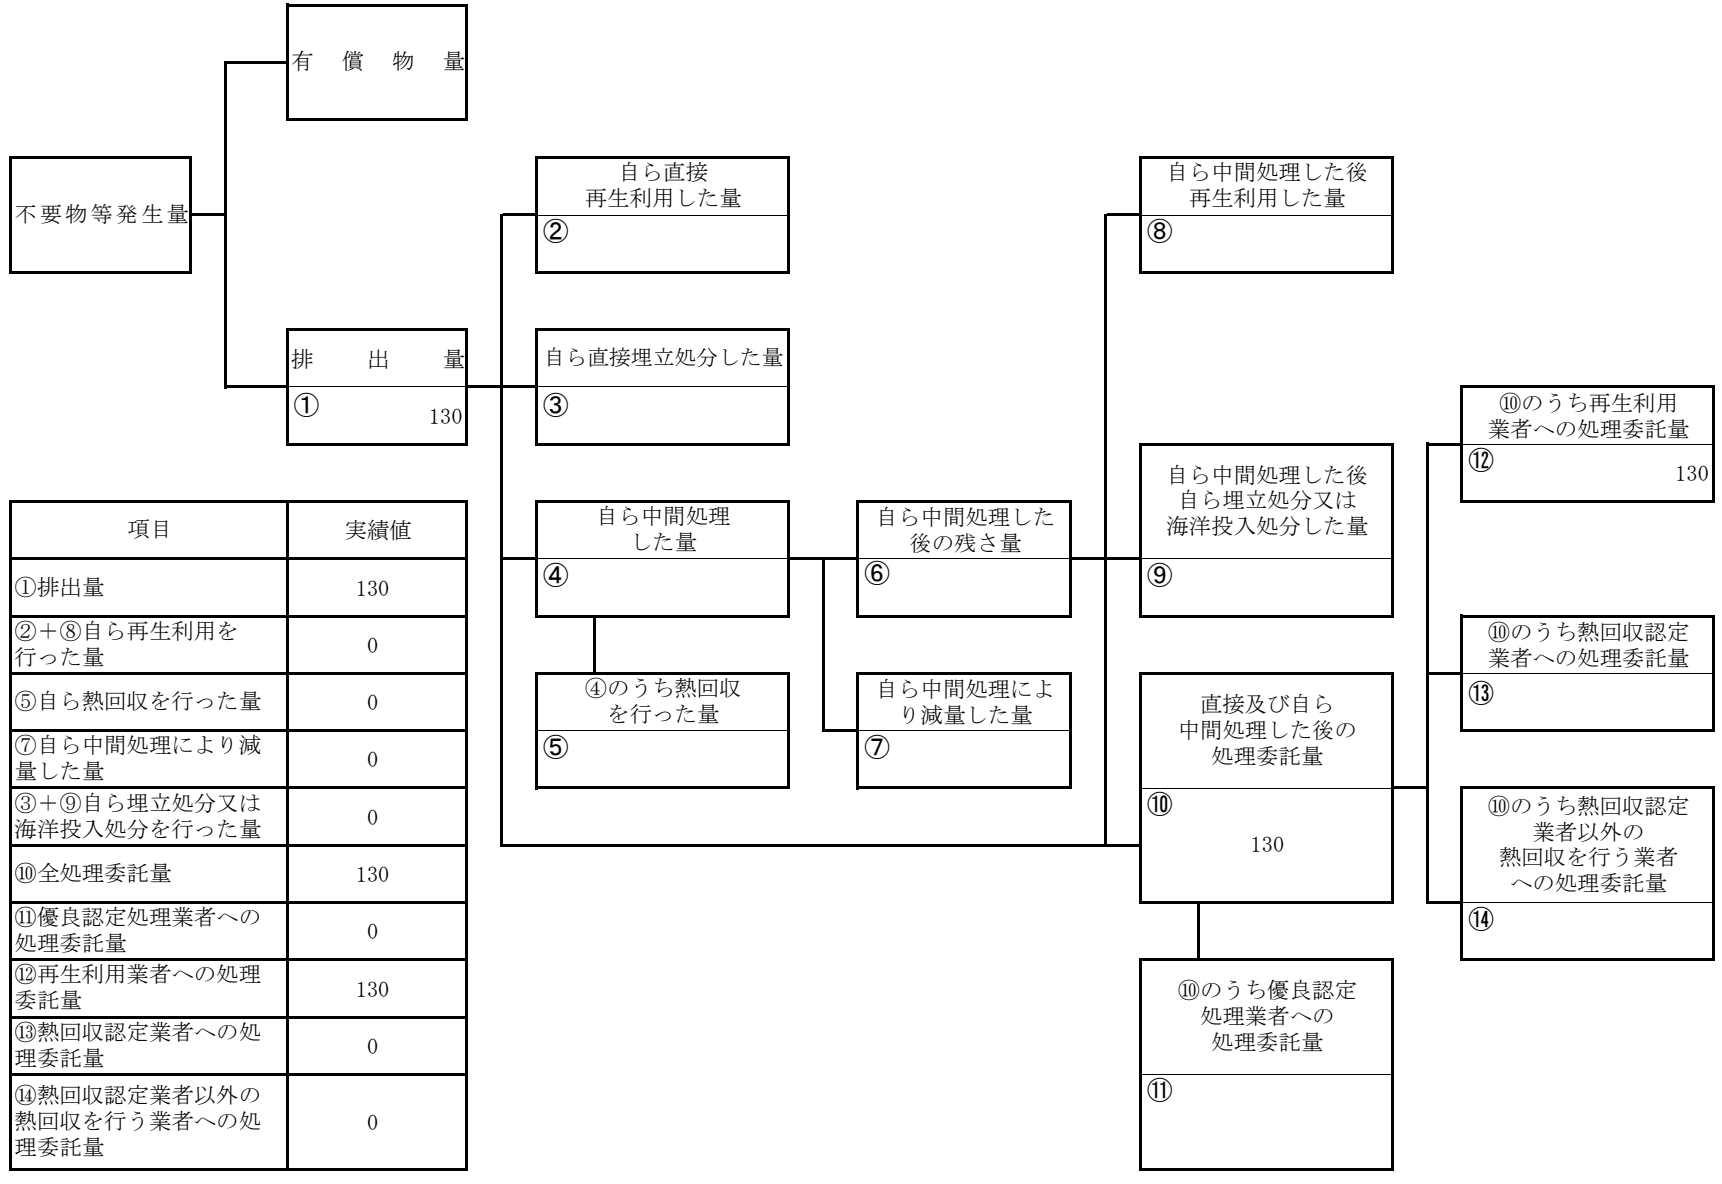 有償物量
不要物等発生量
自ら直接
再生利用した量
②
自ら中間処理した後
再生利用した量
⑧
排出量
①
130
自ら直接埋立処分した量
③
⑩のうち再生利用
業者への処理委託量
⑫
130
自ら中間処理
した量
④
自ら中間処理した
後の残さ量
⑥
自ら中間処理した後
自ら埋立処分又は
海洋投入処分した量
⑨
⑩のうち熱回収認定
業者への処理委託量
⑬
④のうち熱回収
を行った量
⑤
自ら中間処理によ
り減量した量
⑦
直接及び自ら
中間処理した後の
処理委託量
⑩
130
⑩のうち熱回収認定
業者以外の
熱回収を行う業者
への処理委託量
⑭
⑩のうち優良認定
処理業者への
処理委託量
⑪
項目 実績値
①排出量 130
②＋⑧自ら再生利用を
行った量 0
⑤自ら熱回収を行った量 0
⑦自ら中間処理により減
量した量 0
③＋⑨自ら埋立処分又は
海洋投入処分を行った量 0
⑩全処理委託量 130
⑪優良認定処理業者への
処理委託量 0
⑫再生利用業者への処理
委託量 130
⑬熱回収認定業者への処
理委託量 0
⑭熱回収認定業者以外の
熱回収を行う業者への処
理委託量 0